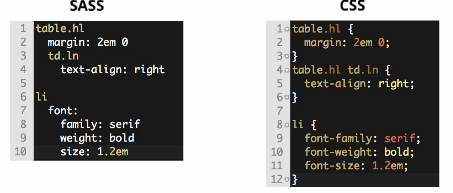 SASS
1 table.hl
2   margin: 2em 0
3   td.ln
4     text-align: right
5
6 li
7   font:
8     family: serif
9     weight: bold
10     size: 1.2em
CSS
1 table.hl {
2   margin: 2em 0;
3 }
4 table.hl td.ln {
5   text-align: right;
6 }
7
8 li {
9   font-family: serif;
10   font-weight: bold;
11   font-size: 1.2em;
12 }